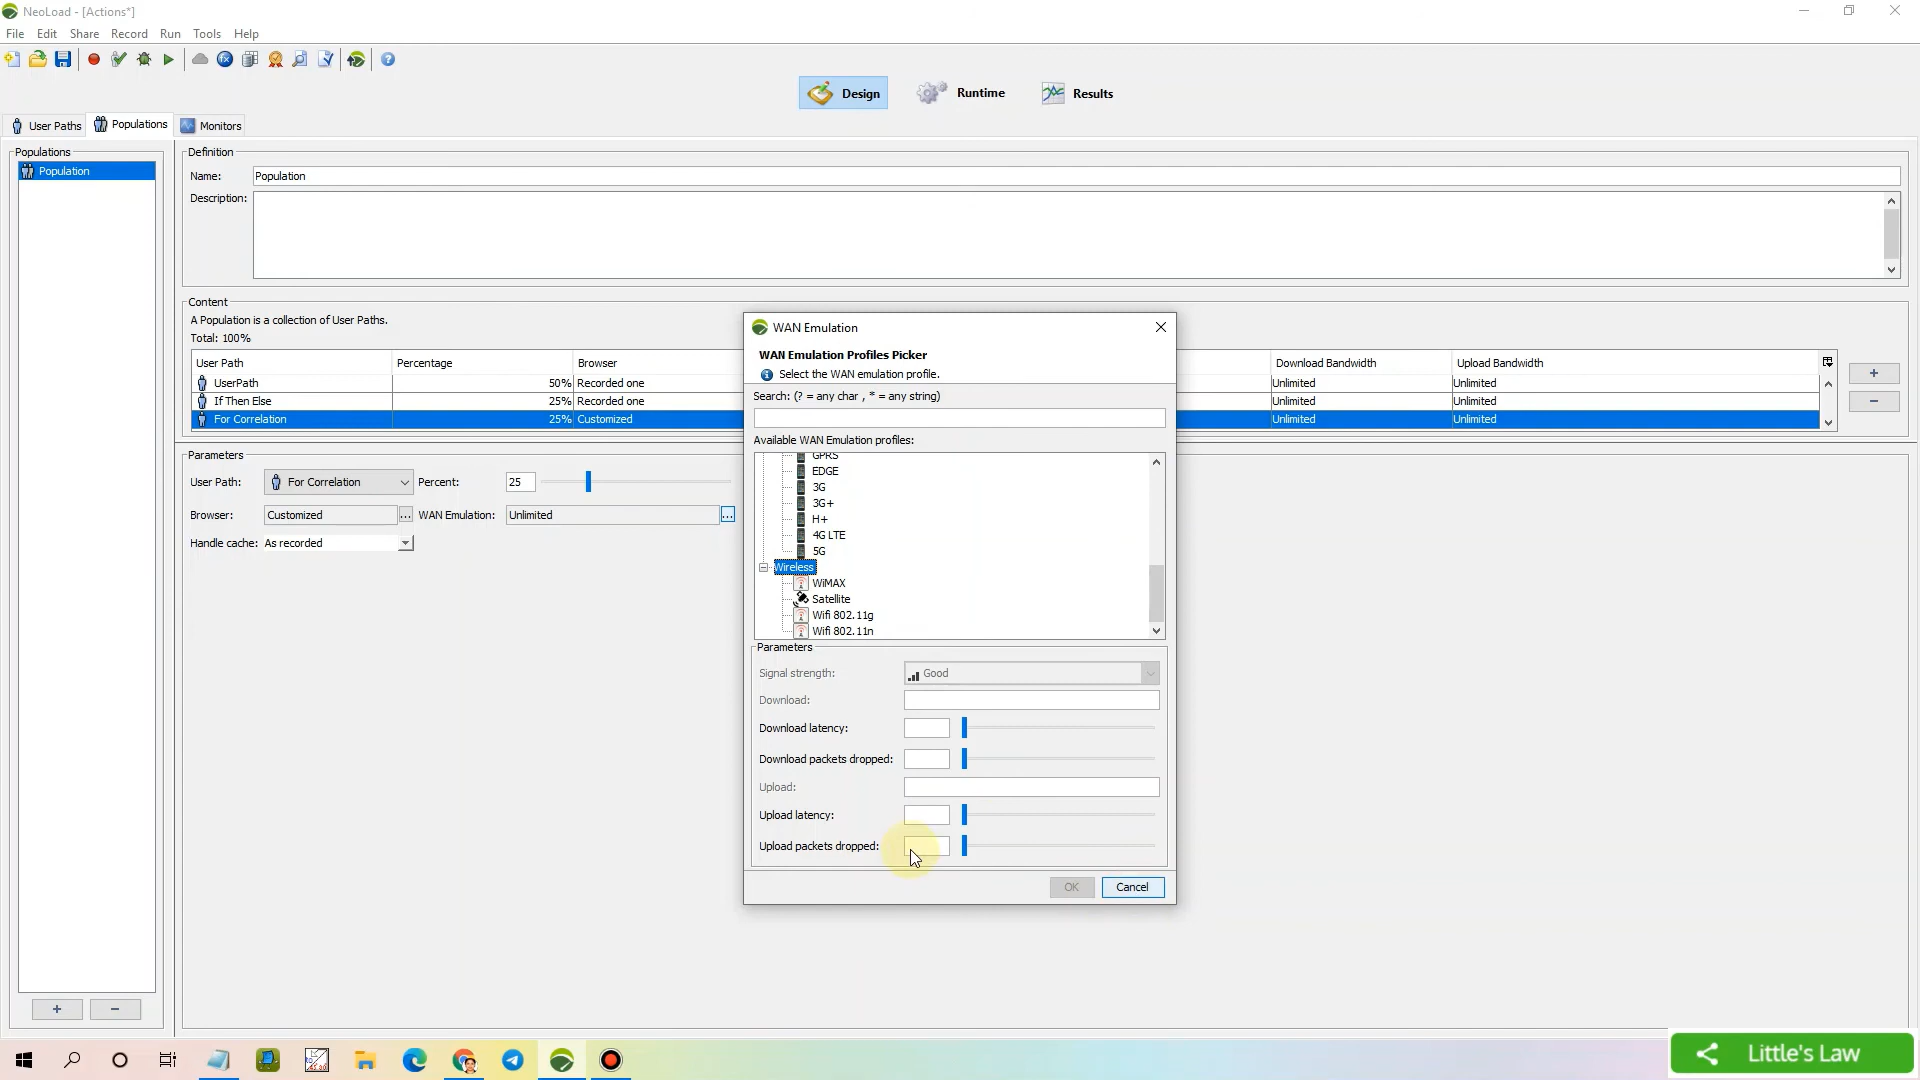 NeoLoad - [Actions*]
File Edit Share Record Run Tools Help
Design Runtime Results
User Paths Populations Monitors
Populations
Population
Definition
Name: Population
Description:
Content
A Population is a collection of User Paths.
Total: 100%
User Path Percentage Browser Download Bandwidth Upload Bandwidth
UserPath 50% Recorded one Unlimited Unlimited
If Then Else 25% Recorded one Unlimited Unlimited
For Correlation 25% Customized Unlimited Unlimited
Parameters
User Path: For Correlation Percent: 25
Browser: Customized ... WAN Emulation: Unlimited ...
Handle cache: As recorded
WAN Emulation
WAN Emulation Profiles Picker
Select the WAN emulation profile.
Search: (? = any char , * = any string)
Available WAN Emulation profiles:
GPRS
EDGE
3G
3G+
H+
4G LTE
5G
Wireless
WiMAX
Satellite
Wifi 802.11g
Wifi 802.11n
Parameters
Signal strength: Good
Download:
Download latency:
Download packets dropped:
Upload:
Upload latency:
Upload packets dropped:
OK Cancel
Little's Law